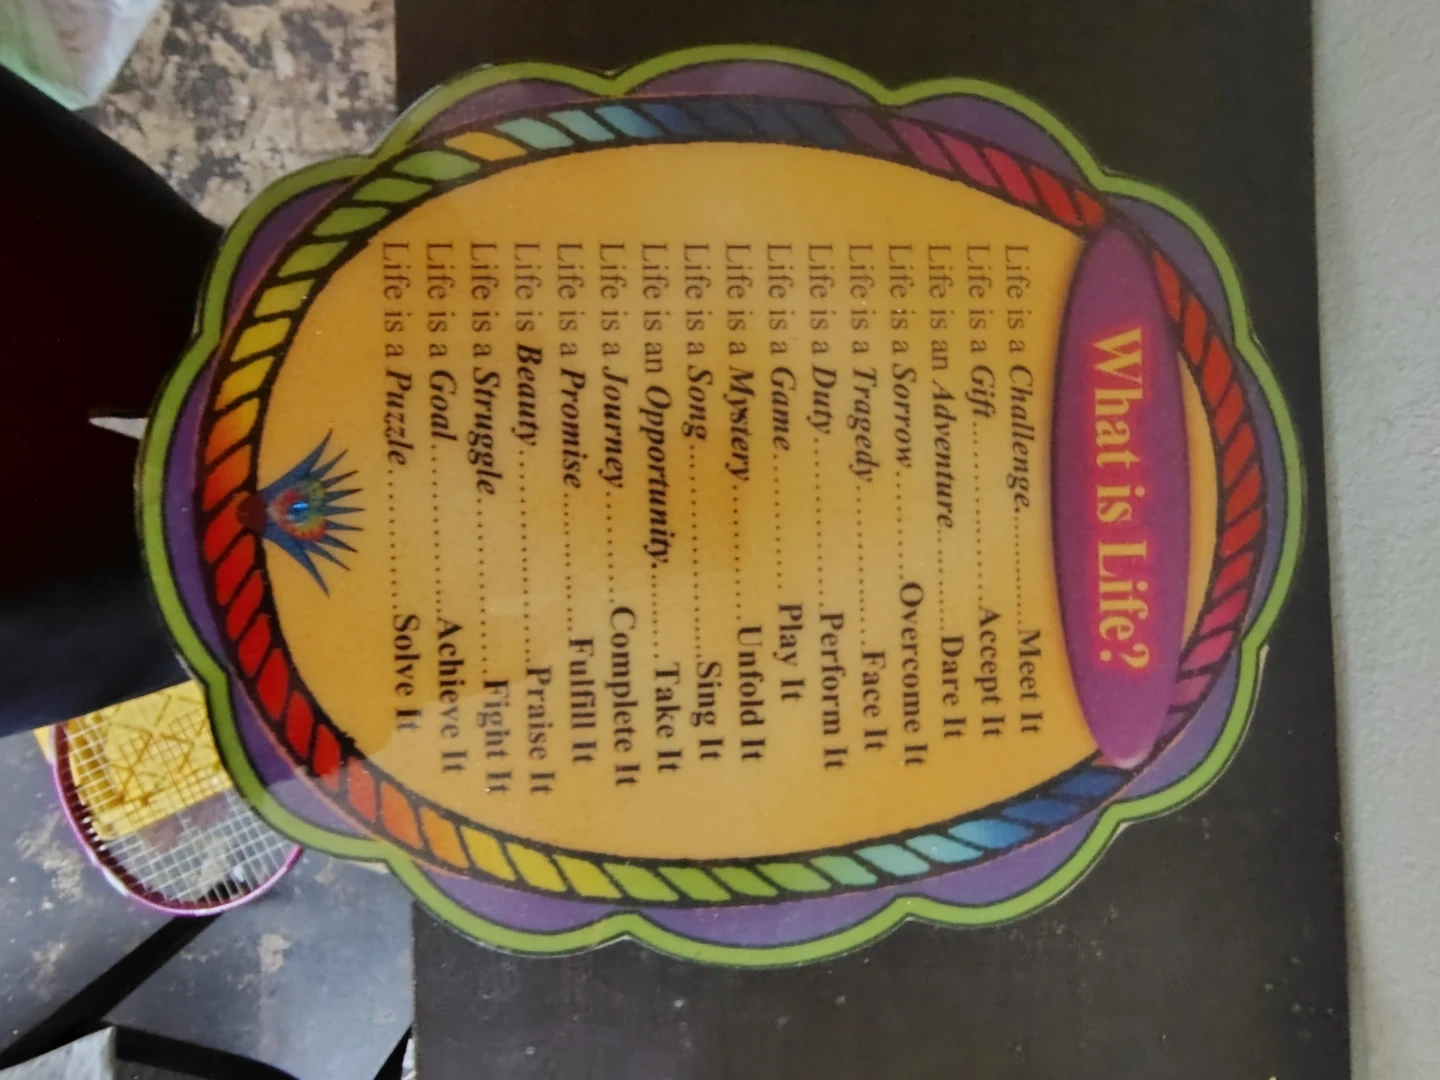 What is Life?
Life is a Challenge.........Meet It
Life is a Gift....................Accept It
Life is an Adventure...........Dare It
Life is a Sorrow...........Overcome It
Life is a Tragedy.................Face It
Life is a Duty................Perform It
Life is a Game................Play It
Life is a Mystery..............Unfold It
Life is a Song....................Sing It
Life is an Opportunity.........Take It
Life is a Journey...........Complete It
Life is a Promise...............Fulfill It
Life is Beauty.....................Praise It
Life is a Struggle.................Fight It
Life is a Goal.................Achieve It
Life is a Puzzle..............Solve It